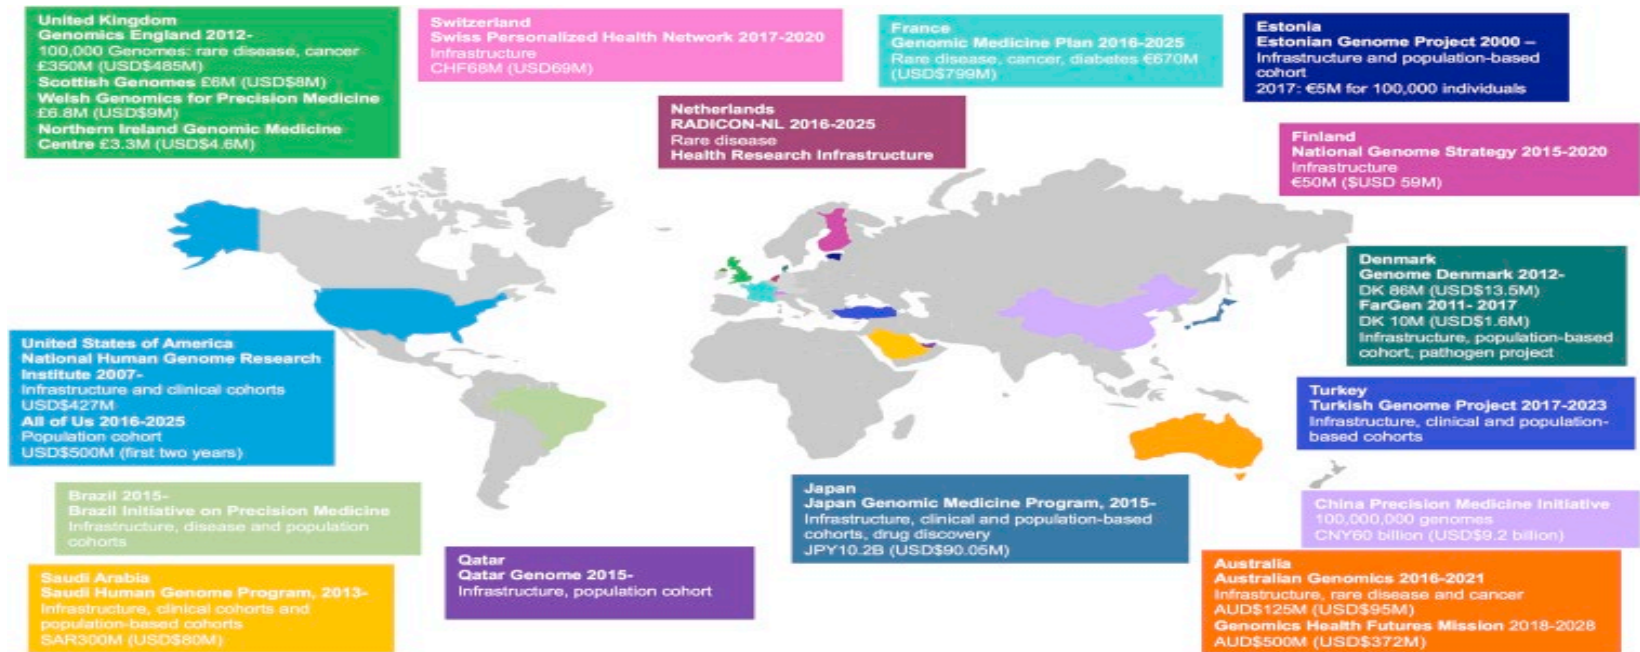 United Kingdom
Genomics England 2012-
100,000 Genomes: rare disease, cancer
£350M (USD$485M)
Scottish Genomes £6M (USD$8M)
Welsh Genomics for Precision Medicine
£6.8M (USD$9M)
Northern Ireland Genomic Medicine
Centre £3.3M (USD$4.6M)
Switzerland
Swiss Personalized Health Network 2017-2020
Infrastructure
CHF68M (USD69M)
France
Genomic Medicine Plan 2016-2025
Rare disease, cancer, diabetes €670M
(USD$799M)
Estonia
Estonian Genome Project 2000 –
Infrastructure and population-based
cohort
2017: €5M for 100,000 individuals
Netherlands
RADICON-NL 2016-2025
Rare disease
Health Research Infrastructure
Finland
National Genome Strategy 2015-2020
Infrastructure
€50M ($USD 59M)
Denmark
Genome Denmark 2012-
DK 86M (USD$13.5M)
FarGen 2011- 2017
DK 10M (USD$1.6M)
Infrastructure, population-based
cohort, pathogen project
United States of America
National Human Genome Research
Institute 2007-
Infrastructure and clinical cohorts
USD$427M
All of Us 2016-2025
Population cohort
USD$500M (first two years)
Turkey
Turkish Genome Project 2017-2023
Infrastructure, clinical and population-
based cohorts
Brazil 2015-
Brazil Initiative on Precision Medicine
Infrastructure, disease and population
cohorts
Japan
Japan Genomic Medicine Program, 2015-
Infrastructure, clinical and population-based
cohorts, drug discovery
JPY10.2B (USD$90.05M)
China Precision Medicine Initiative
100,000,000 genomes
CNY60 billion (USD$9.2 billion)
Qatar
Qatar Genome 2015-
Infrastructure, population cohort
Saudi Arabia
Saudi Human Genome Program, 2013-
Infrastructure, clinical cohorts and
population-based cohorts
SAR300M (USD$80M)
Australia
Australian Genomics 2016-2021
Infrastructure, rare disease and cancer
AUD$125M (USD$95M)
Genomics Health Futures Mission 2018-2028
AUD$500M (USD$372M)